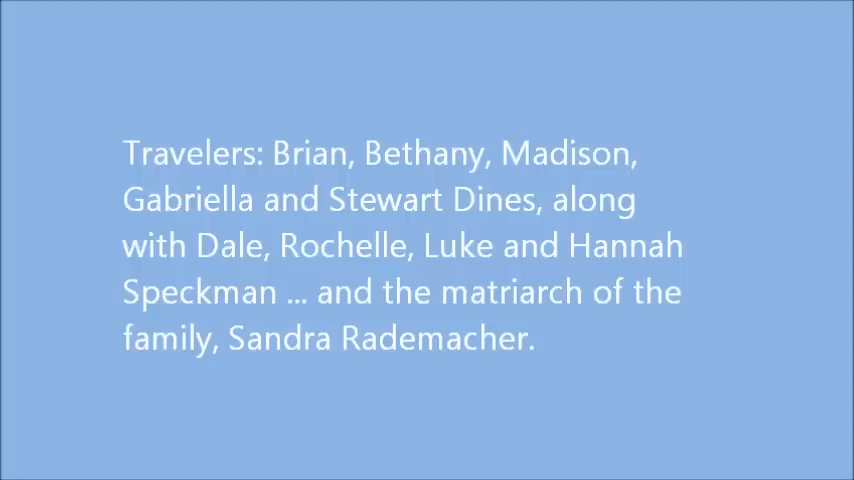 Travelers: Brian, Bethany, Madison,
Gabriella and Stewart Dines, along
with Dale, Rochelle, Luke and Hannah
Speckman ... and the matriarch of the
family, Sandra Rademacher.